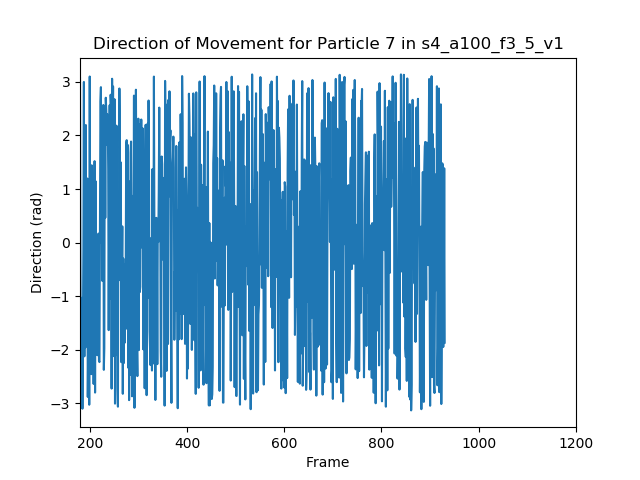 Direction of Movement for Particle 7 in s4_a100_f3_5_v1
3
2
1
0
−1
−2
−3
Direction (rad)
200 400 600 800 1000 1200
Frame